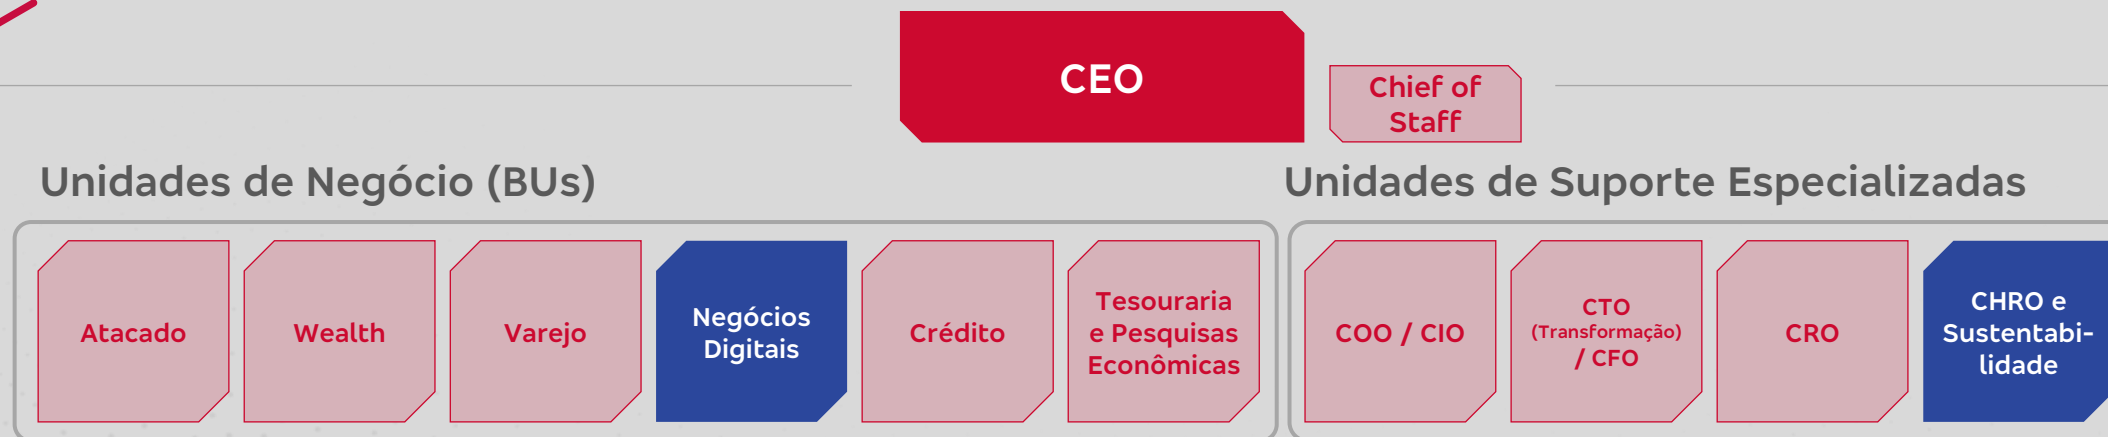 CEO
Chief of
Staff
Unidades de Negócio (BUs)
Unidades de Suporte Especializadas
Atacado
Wealth
Varejo
Negócios
Digitais
Crédito
Tesouraria
e Pesquisas
Econômicas
COO / CIO
CTO
(Transformação)
/ CFO
CRO
CHRO e
Sustentabi-
lidade